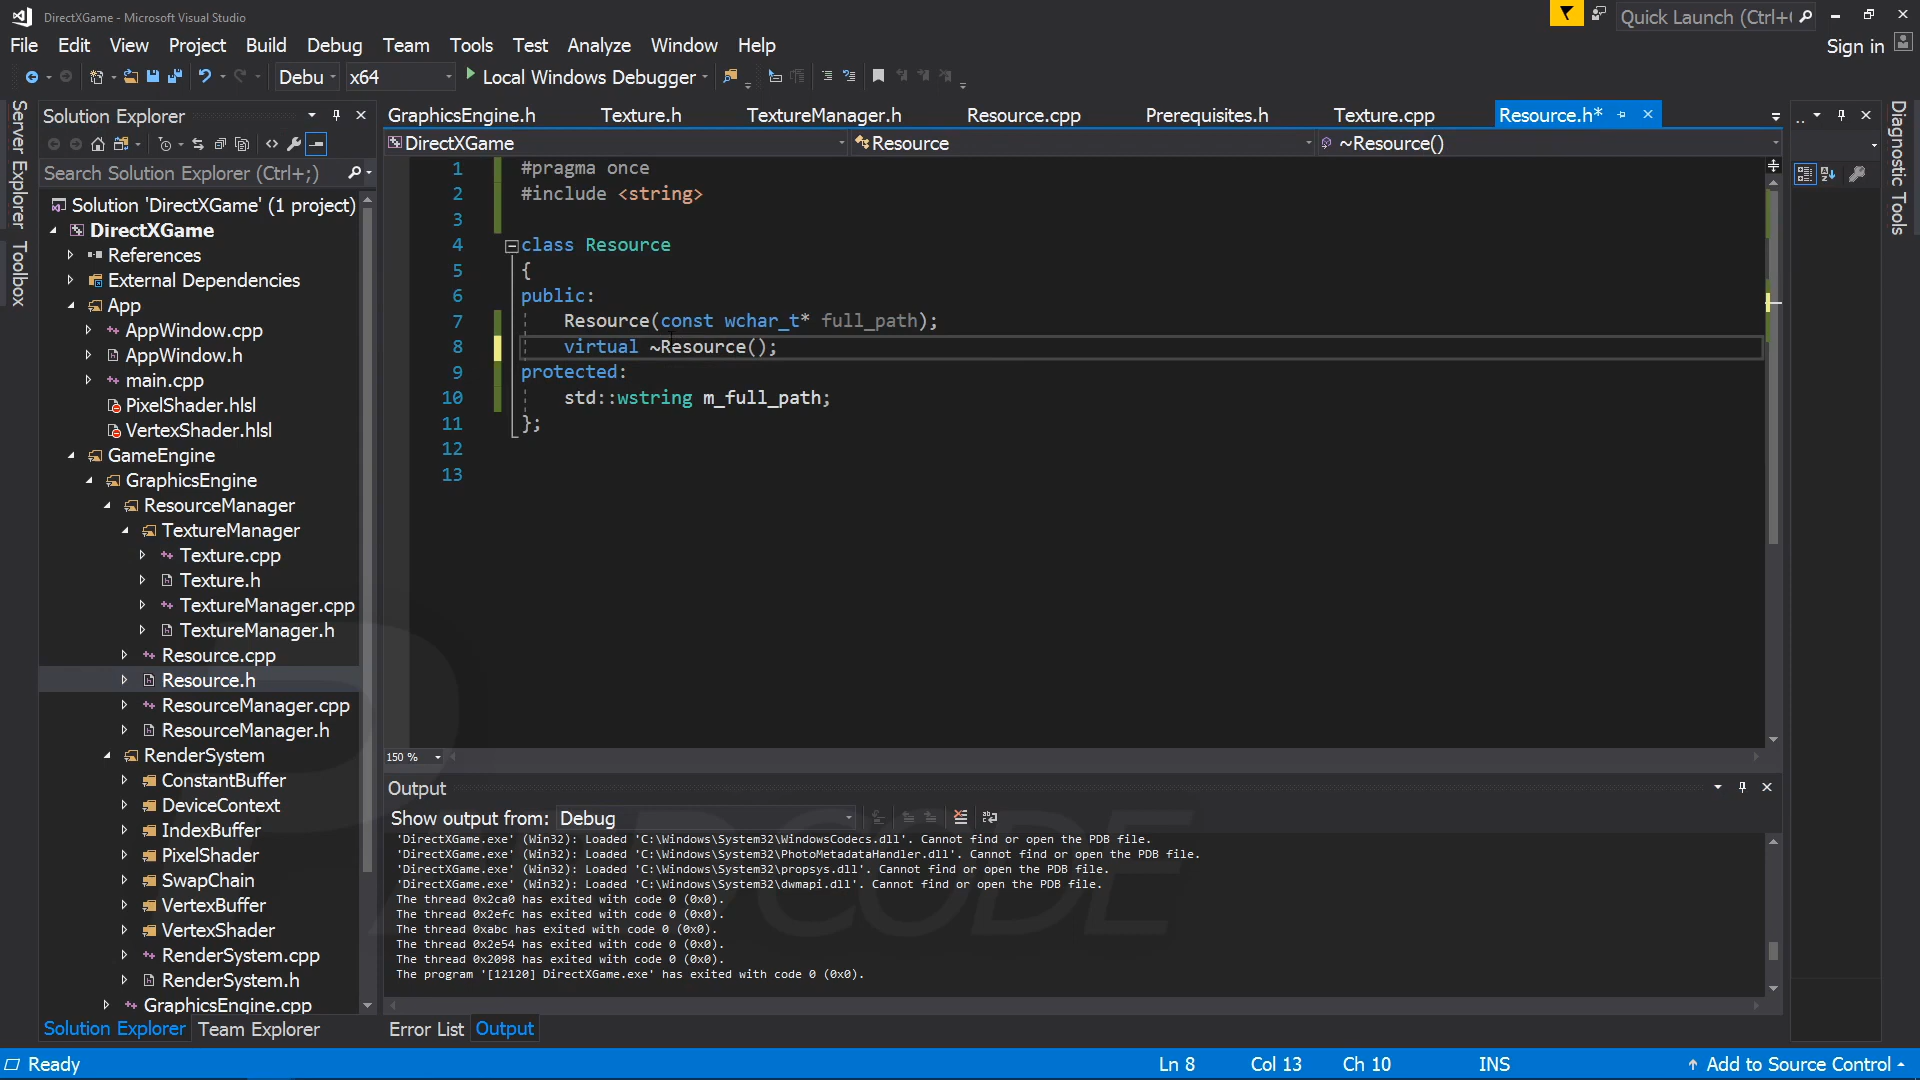 DirectXGame - Microsoft Visual Studio
Quick Launch (Ctrl+
File Edit View Project Build Debug Team Tools Test Analyze Window Help
Sign in
Debu x64 Local Windows Debugger
Server Explorer
Toolbox
Solution Explorer
Search Solution Explorer (Ctrl+;)
Solution 'DirectXGame' (1 project)
DirectXGame
References
External Dependencies
App
AppWindow.cpp
AppWindow.h
main.cpp
PixelShader.hlsl
VertexShader.hlsl
GameEngine
GraphicsEngine
ResourceManager
TextureManager
Texture.cpp
Texture.h
TextureManager.cpp
TextureManager.h
Resource.cpp
Resource.h
ResourceManager.cpp
ResourceManager.h
RenderSystem
ConstantBuffer
DeviceContext
IndexBuffer
PixelShader
SwapChain
VertexBuffer
VertexShader
RenderSystem.cpp
RenderSystem.h
GraphicsEngine.cpp
Solution Explorer Team Explorer
GraphicsEngine.h Texture.h TextureManager.h Resource.cpp Prerequisites.h Texture.cpp Resource.h*
DirectXGame Resource ~Resource()
1 #pragma once
2 #include <string>
3
4 class Resource
5 {
6 public:
7 Resource(const wchar_t* full_path);
8 virtual ~Resource();
9 protected:
10 std::wstring m_full_path;
11 };
12
13
150 %
Output
Show output from: Debug
'DirectXGame.exe' (Win32): Loaded 'C:\Windows\System32\WindowsCodecs.dll'. Cannot find or open the PDB file.
'DirectXGame.exe' (Win32): Loaded 'C:\Windows\System32\PhotoMetadataHandler.dll'. Cannot find or open the PDB file.
'DirectXGame.exe' (Win32): Loaded 'C:\Windows\System32\propsys.dll'. Cannot find or open the PDB file.
'DirectXGame.exe' (Win32): Loaded 'C:\Windows\System32\dwmapi.dll'. Cannot find or open the PDB file.
The thread 0x2ca0 has exited with code 0 (0x0).
The thread 0x2efc has exited with code 0 (0x0).
The thread 0xabc has exited with code 0 (0x0).
The thread 0x2e54 has exited with code 0 (0x0).
The thread 0x2098 has exited with code 0 (0x0).
The program '[12120] DirectXGame.exe' has exited with code 0 (0x0).
Error List Output
Diagnostic Tools
Ready Ln 8 Col 13 Ch 10 INS Add to Source Control